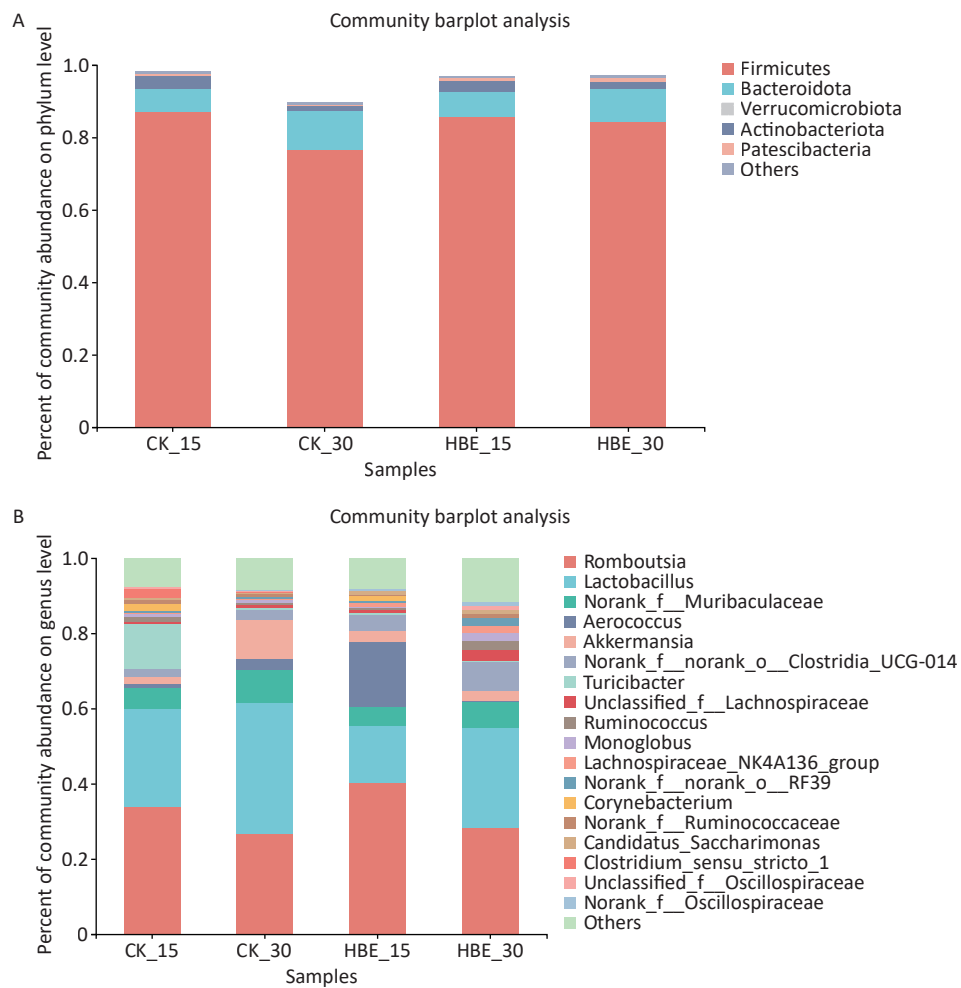 A
Community barplot analysis
Percent of community abundance on phylum level
1.0
0.8
0.6
0.4
0.2
0
CK_15
CK_30
HBE_15
HBE_30
Samples
Firmicutes
Bacteroidota
Verrucomicrobiota
Actinobacteriota
Patescibacteria
Others
B
Community barplot analysis
Percent of community abundance on genus level
1.0
0.8
0.6
0.4
0.2
0
CK_15
CK_30
HBE_15
HBE_30
Samples
Romboutsia
Lactobacillus
Norank_f__Muribaculaceae
Aerococcus
Akkermansia
Norank_f__norank_o__Clostridia_UCG-014
Turicibacter
Unclassified_f__Lachnospiraceae
Ruminococcus
Monoglobus
Lachnospiraceae_NK4A136_group
Norank_f__norank_o__RF39
Corynebacterium
Norank_f__Ruminococcaceae
Candidatus_Saccharimonas
Clostridium_sensu_stricto_1
Unclassified_f__Oscillospiraceae
Norank_f__Oscillospiraceae
Others